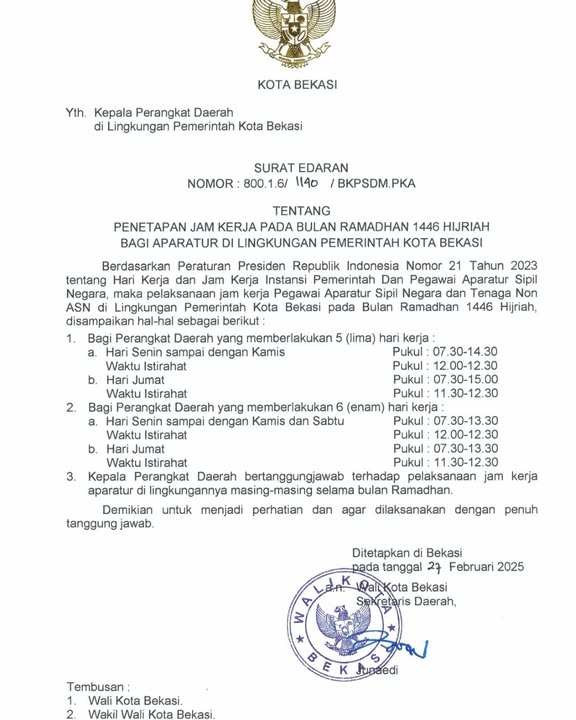 KOTA BEKASI
Yth. Kepala Perangkat Daerah
di Lingkungan Pemerintah Kota Bekasi
SURAT EDARAN
NOMOR : 800.1.6/ 1190 / BKPSDM.PKA
TENTANG
PENETAPAN JAM KERJA PADA BULAN RAMADHAN 1446 HIJRIAH
BAGI APARATUR DI LINGKUNGAN PEMERINTAH KOTA BEKASI
Berdasarkan Peraturan Presiden Republik Indonesia Nomor 21 Tahun 2023
tentang Hari Kerja dan Jam Kerja Instansi Pemerintah Dan Pegawai Aparatur Sipil
Negara, maka pelaksanaan jam kerja Pegawai Aparatur Sipil Negara dan Tenaga Non
ASN di Lingkungan Pemerintah Kota Bekasi pada Bulan Ramadhan 1446 Hijriah,
disampaikan hal-hal sebagai berikut :
1. Bagi Perangkat Daerah yang memberlakukan 5 (lima) hari kerja :
a. Hari Senin sampai dengan Kamis Pukul : 07.30-14.30
Waktu Istirahat Pukul : 12.00-12.30
b. Hari Jumat Pukul : 07.30-15.00
Waktu Istirahat Pukul : 11.30-12.30
2. Bagi Perangkat Daerah yang memberlakukan 6 (enam) hari kerja :
a. Hari Senin sampai dengan Kamis dan Sabtu Pukul : 07.30-13.30
Waktu Istirahat Pukul : 12.00-12.30
b. Hari Jumat Pukul : 07.30-13.30
Waktu Istirahat Pukul : 11.30-12.30
3. Kepala Perangkat Daerah bertanggungjawab terhadap pelaksanaan jam kerja
aparatur di lingkungannya masing-masing selama bulan Ramadhan.
Demikian untuk menjadi perhatian dan agar dilaksanakan dengan penuh
tanggung jawab.
Ditetapkan di Bekasi
pada tanggal 27 Februari 2025
a.n. Wali Kota Bekasi
Sekretaris Daerah,
WALI KOTA
BEKASI
Junaedi
Tembusan :
1. Wali Kota Bekasi.
2. Wakil Wali Kota Bekasi.